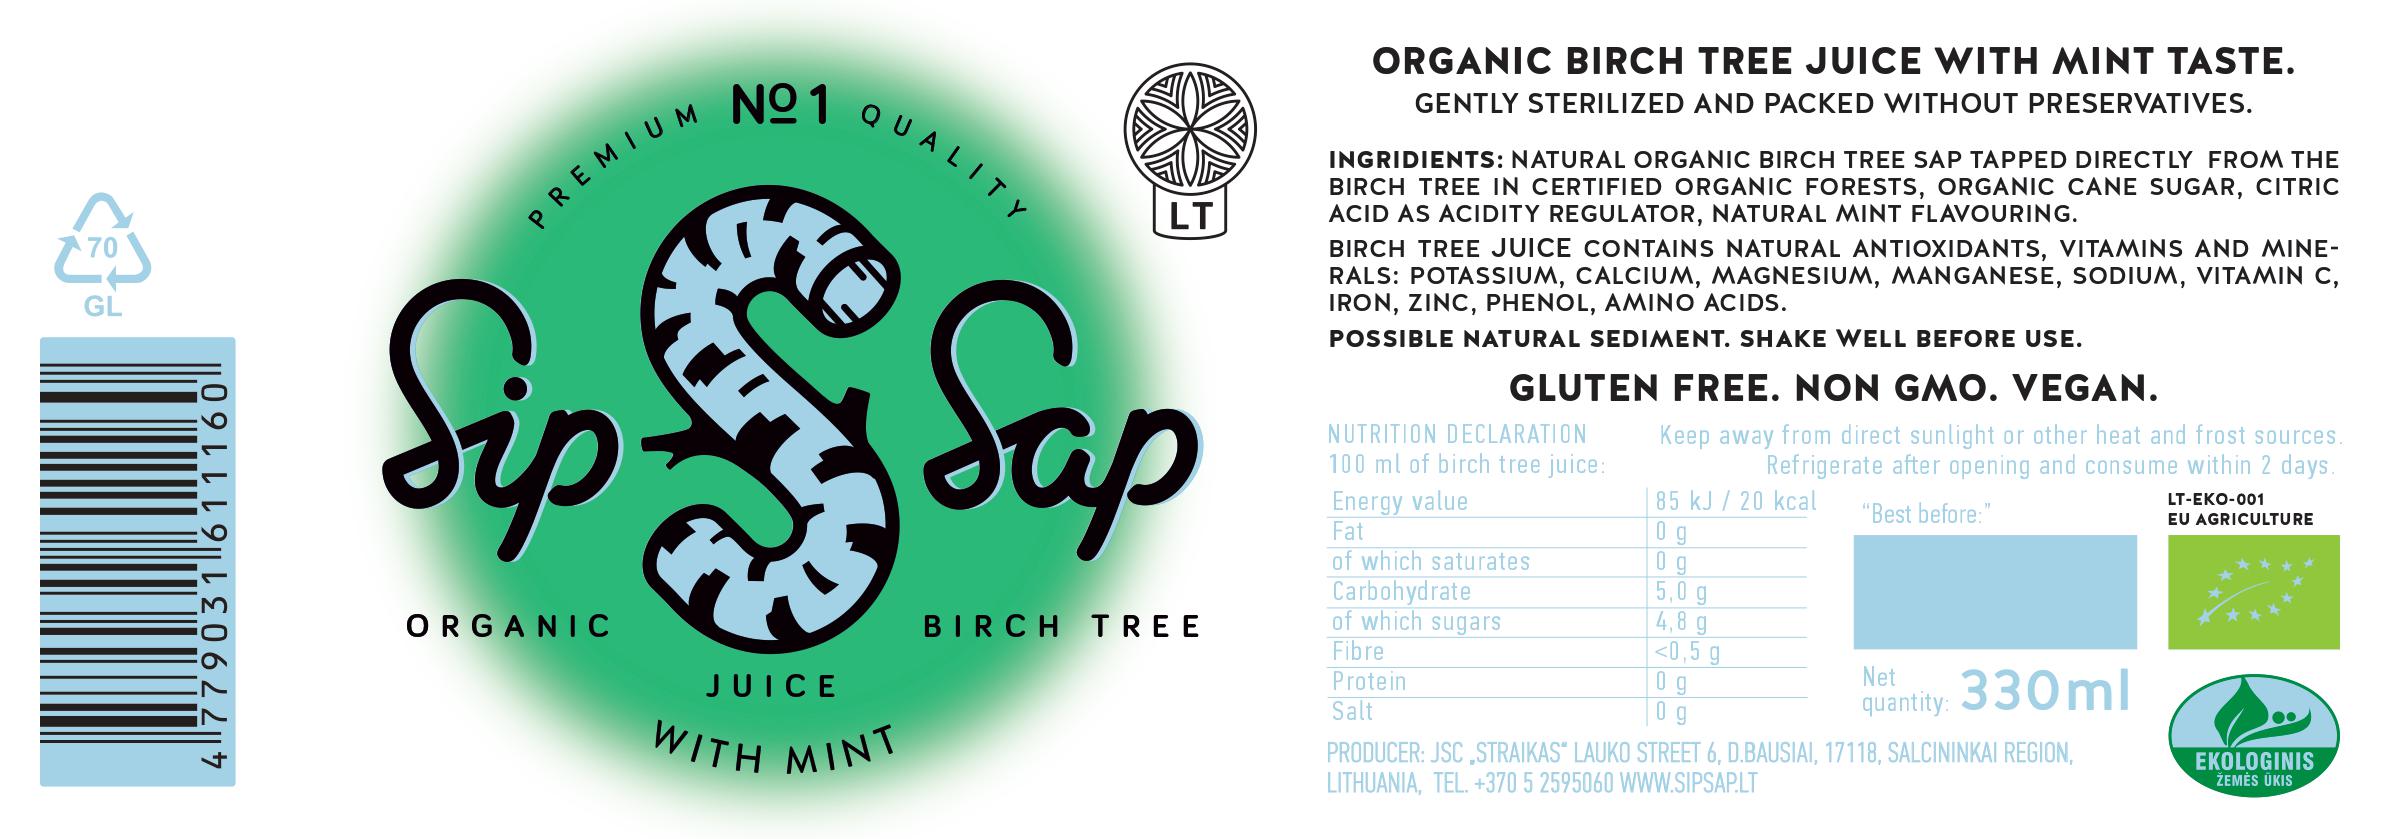 70
GL
4 779031 611160
PREMIUM Nº1 QUALITY
LT
Sip Sap
ORGANIC BIRCH TREE
JUICE
WITH MINT
ORGANIC BIRCH TREE JUICE WITH MINT TASTE.
GENTLY STERILIZED AND PACKED WITHOUT PRESERVATIVES.
INGRIDIENTS: NATURAL ORGANIC BIRCH TREE SAP TAPPED DIRECTLY FROM THE
BIRCH TREE IN CERTIFIED ORGANIC FORESTS, ORGANIC CANE SUGAR, CITRIC
ACID AS ACIDITY REGULATOR, NATURAL MINT FLAVOURING.
BIRCH TREE JUICE CONTAINS NATURAL ANTIOXIDANTS, VITAMINS AND MINE-
RALS: POTASSIUM, CALCIUM, MAGNESIUM, MANGANESE, SODIUM, VITAMIN C,
IRON, ZINC, PHENOL, AMINO ACIDS.
POSSIBLE NATURAL SEDIMENT. SHAKE WELL BEFORE USE.
GLUTEN FREE. NON GMO. VEGAN.
NUTRITION DECLARATION
100 ml of birch tree juice:
Keep away from direct sunlight or other heat and frost sources.
Refrigerate after opening and consume within 2 days.
Energy value 85 kJ / 20 kcal
Fat 0 g
of which saturates 0 g
Carbohydrate 5,0 g
of which sugars 4,8 g
Fibre <0,5 g
Protein 0 g
Salt 0 g
“Best before:”
LT-EKO-001
EU AGRICULTURE
Net
quantity: 330ml
EKOLOGINIS
ŽEMĖS ŪKIS
PRODUCER: JSC „STRAIKAS“ LAUKO STREET 6, D.BAUSIAI, 17118, SALCININKAI REGION,
LITHUANIA, TEL. +370 5 2595060 WWW.SIPSAP.LT